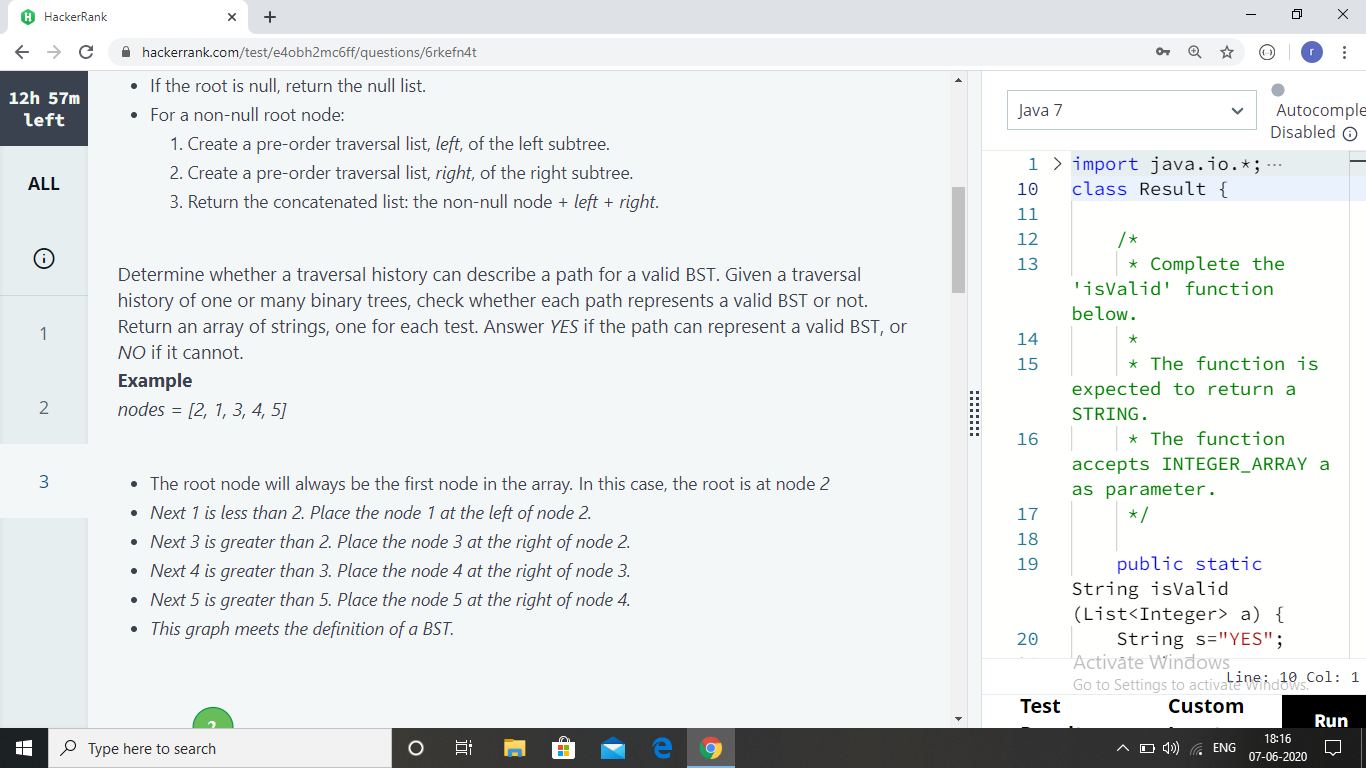 HackerRank
hackerrank.com/test/e4obh2mc6ff/questions/6rkefn4t
r
12h 57m
left
ALL
1
2
3
• If the root is null, return the null list.
• For a non-null root node:
1. Create a pre-order traversal list, left, of the left subtree.
2. Create a pre-order traversal list, right, of the right subtree.
3. Return the concatenated list: the non-null node + left + right.
Determine whether a traversal history can describe a path for a valid BST. Given a traversal
history of one or many binary trees, check whether each path represents a valid BST or not.
Return an array of strings, one for each test. Answer YES if the path can represent a valid BST, or
NO if it cannot.
Example
nodes = [2, 1, 3, 4, 5]
• The root node will always be the first node in the array. In this case, the root is at node 2
• Next 1 is less than 2. Place the node 1 at the left of node 2.
• Next 3 is greater than 2. Place the node 3 at the right of node 2.
• Next 4 is greater than 3. Place the node 4 at the right of node 3.
• Next 5 is greater than 5. Place the node 5 at the right of node 4.
• This graph meets the definition of a BST.
Java 7
Autocomple
Disabled
1 > import java.io.*; ···
10 class Result {
11
12 /*
13 * Complete the
'isValid' function
below.
14 *
15 * The function is
expected to return a
STRING.
16 * The function
accepts INTEGER_ARRAY a
as parameter.
17 */
18
19 public static
String isValid
(List<Integer> a) {
20 String s="YES";
Activate Windows
Go to Settings to activate Windows.
Line: 10 Col: 1
Test
Custom
Run
Type here to search
ENG
18:16
07-06-2020